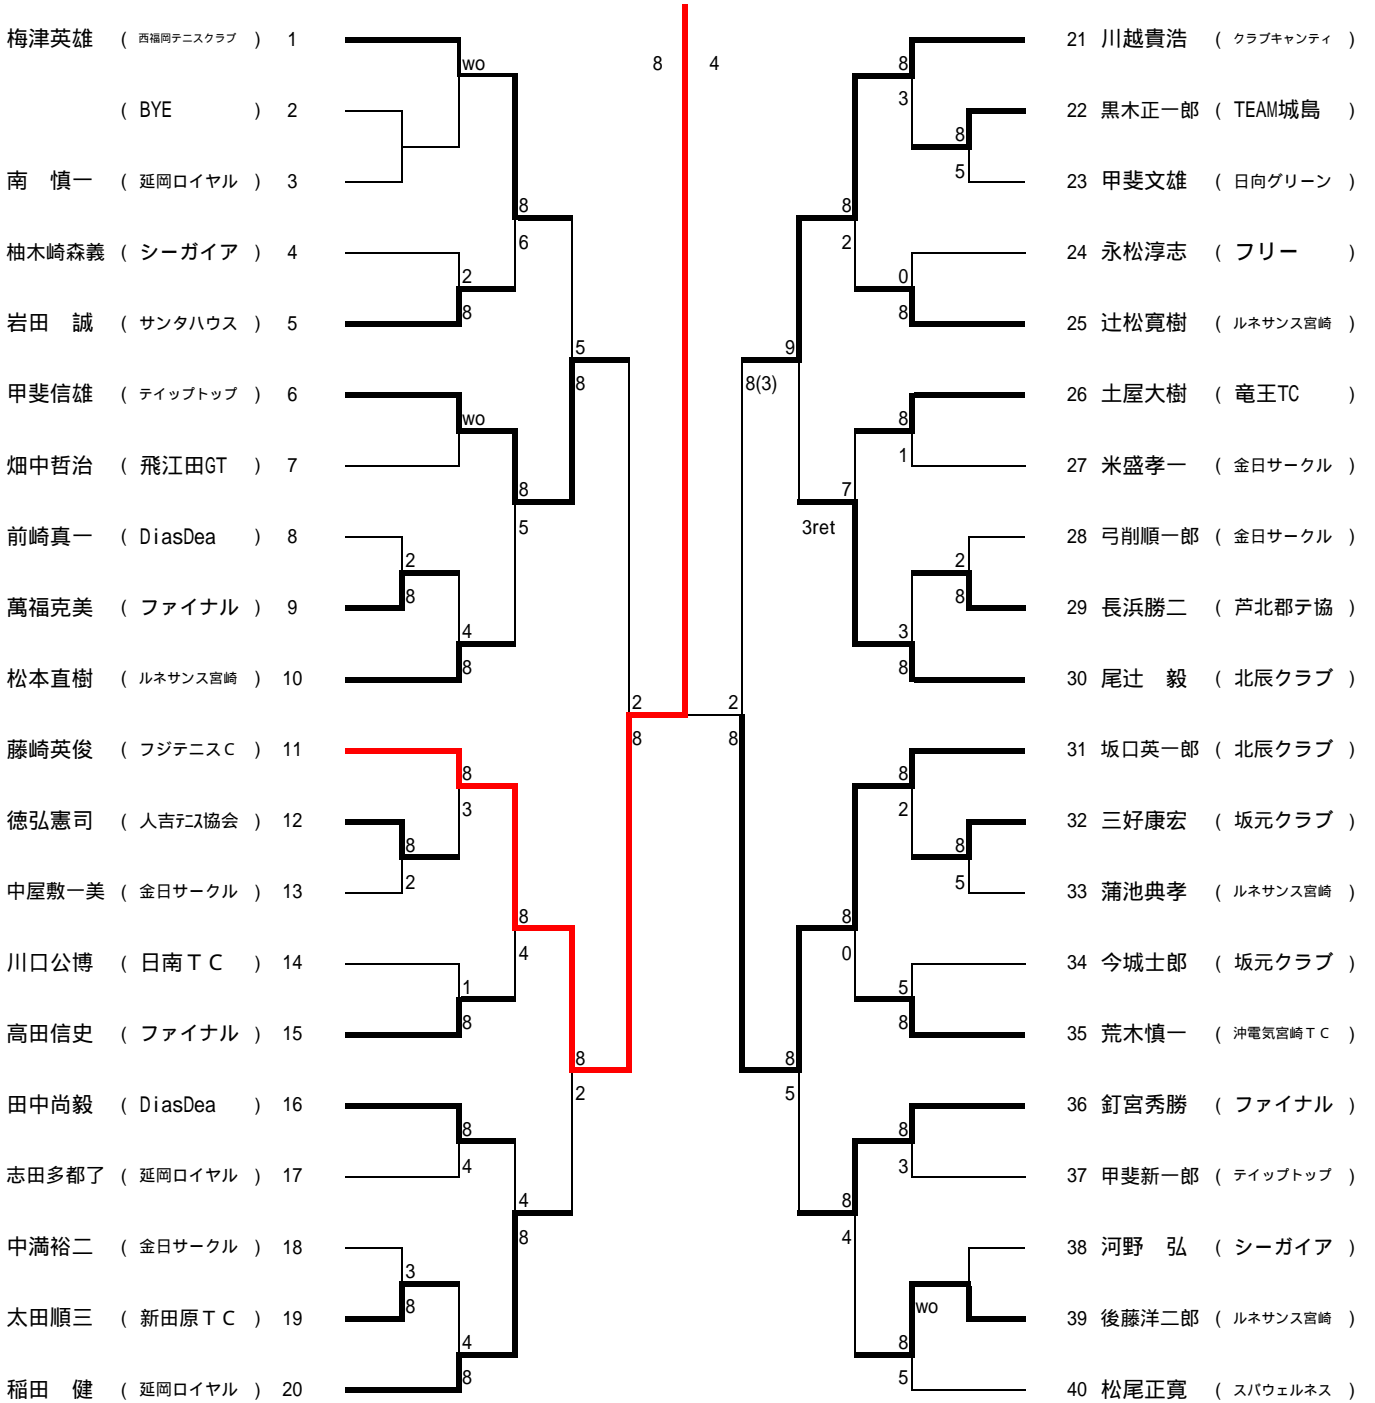 梅津英雄 ( 西福岡テニスクラブ ) 1
( BYE ) 2
南　慎一 ( 延岡ロイヤル ) 3
柚木崎森義 ( シーガイア ) 4
岩田　誠 ( サンタハウス ) 5
甲斐信雄 ( テイップトップ ) 6
畑中哲治 ( 飛江田GT ) 7
前崎真一 ( DiasDea ) 8
萬福克美 ( ファイナル ) 9
松本直樹 ( ルネサンス宮崎 ) 10
藤崎英俊 ( フジテニスＣ ) 11
徳弘憲司 ( 人吉テニス協会 ) 12
中屋敷一美 ( 金日サークル ) 13
川口公博 ( 日南ＴＣ ) 14
高田信史 ( ファイナル ) 15
田中尚毅 ( DiasDea ) 16
志田多都了 ( 延岡ロイヤル ) 17
中満裕二 ( 金日サークル ) 18
太田順三 ( 新田原ＴＣ ) 19
稲田　健 ( 延岡ロイヤル ) 20
wo
8
6
2
8
5
8
wo
8
5
2
8
4
8
2
8
8
3
8
2
8
4
1
8
8
2
8
4
4
8
3
8
4
8
8 4
21 川越貴浩 ( クラブキャンティ )
22 黒木正一郎 ( TEAM城島 )
23 甲斐文雄 ( 日向グリーン )
24 永松淳志 ( フリー )
25 辻松寛樹 ( ルネサンス宮崎 )
26 土屋大樹 ( 竜王TC )
27 米盛孝一 ( 金日サークル )
28 弓削順一郎 ( 金日サークル )
29 長浜勝二 ( 芦北郡テ協 )
30 尾辻　毅 ( 北辰クラブ )
31 坂口英一郎 ( 北辰クラブ )
32 三好康宏 ( 坂元クラブ )
33 蒲池典孝 ( ルネサンス宮崎 )
34 今城士郎 ( 坂元クラブ )
35 荒木慎一 ( 沖電気宮崎ＴＣ )
36 釘宮秀勝 ( ファイナル )
37 甲斐新一郎 ( テイップトップ )
38 河野　弘 ( シーガイア )
39 後藤洋二郎 ( ルネサンス宮崎 )
40 松尾正寛 ( スパウェルネス )
8
3
8
5
8
2
0
8
9
8(3)
8
1
7
3ret
2
8
3
8
2
8
8
2
8
5
8
0
5
8
8
5
8
3
8
4
wo
8
5